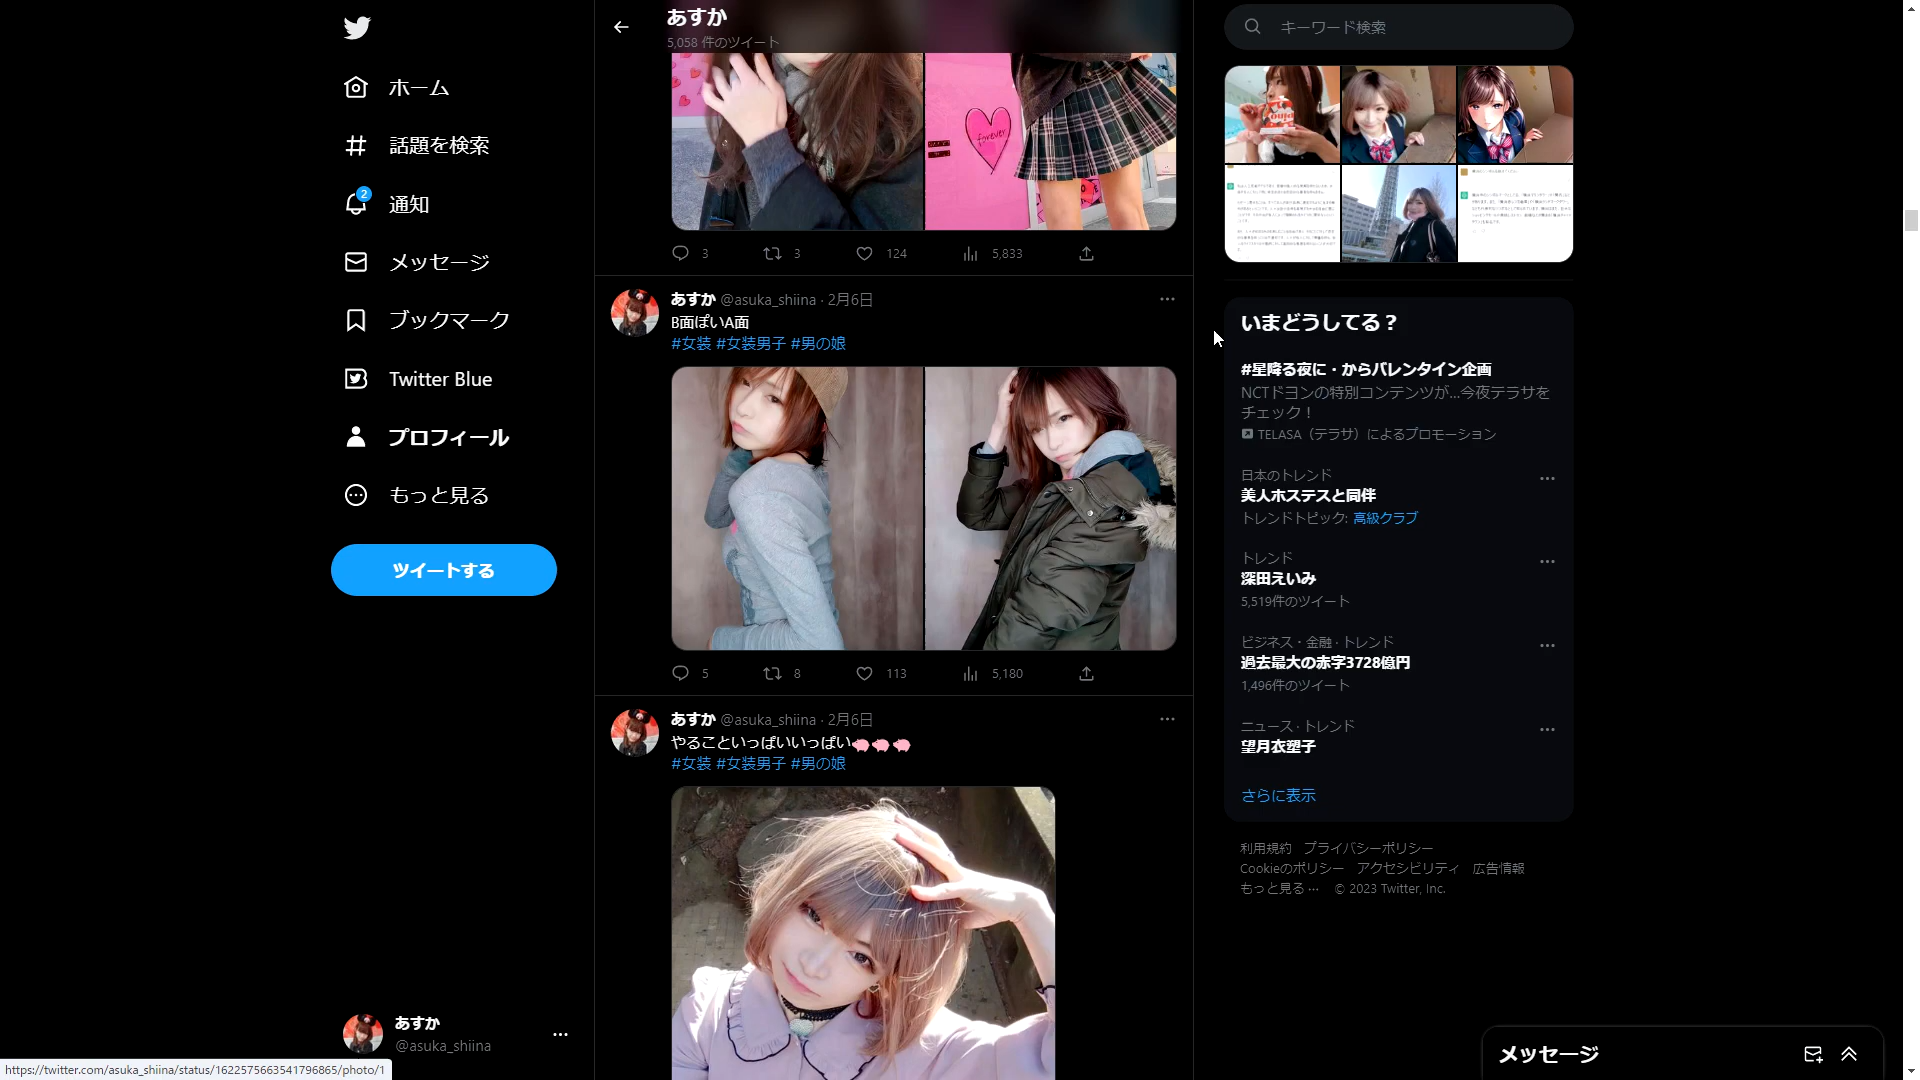 ホーム
話題を検索
2
通知
メッセージ
ブックマーク
Twitter Blue
プロフィール
もっと見る
ツイートする
あすか
@asuka_shiina
https://twitter.com/asuka_shiina/status/1622575663541796865/photo/1
あすか
5,058 件のツイート
forever
3
3
124
5,833
あすか @asuka_shiina · 2月6日
B面ぽいA面
#女装 #女装男子 #男の娘
5
8
113
5,180
あすか @asuka_shiina · 2月6日
やることいっぱいいっぱい🐖🐖🐖
#女装 #女装男子 #男の娘
キーワード検索
いまどうしてる？
#星降る夜に・からバレンタイン企画
NCTドヨンの特別コンテンツが...今夜テラサを
チェック！
TELASA（テラサ）によるプロモーション
日本のトレンド
美人ホステスと同伴
トレンドトピック: 高級クラブ
トレンド
深田えいみ
5,519件のツイート
ビジネス・金融 · トレンド
過去最大の赤字3728億円
1,496件のツイート
ニュース · トレンド
望月衣塑子
さらに表示
利用規約 プライバシーポリシー
Cookieのポリシー アクセシビリティ 広告情報
もっと見る ··· © 2023 Twitter, Inc.
メッセージ